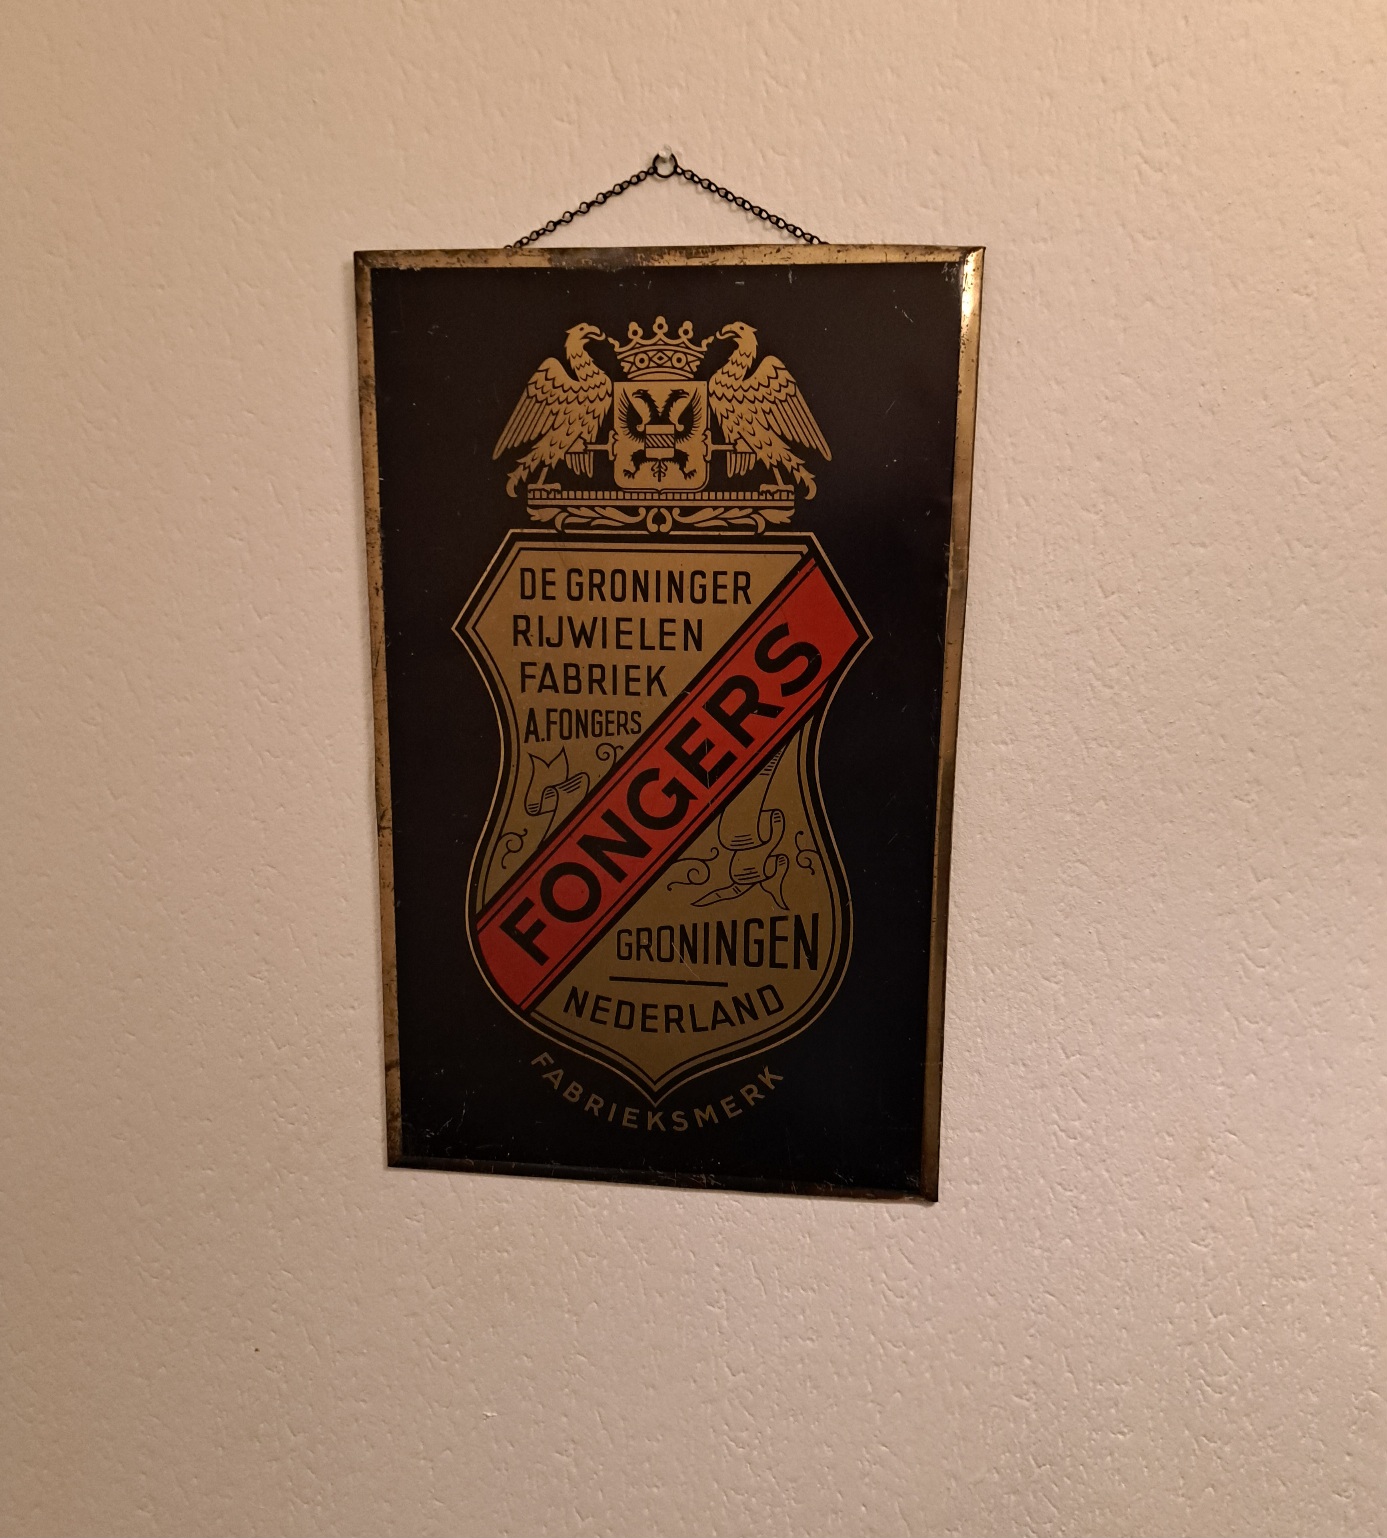 DE GRONINGER
RIJWIELEN
FABRIEK
A.FONGERS
FONGERS
GRONINGEN
NEDERLAND
FABRIEKSMERK